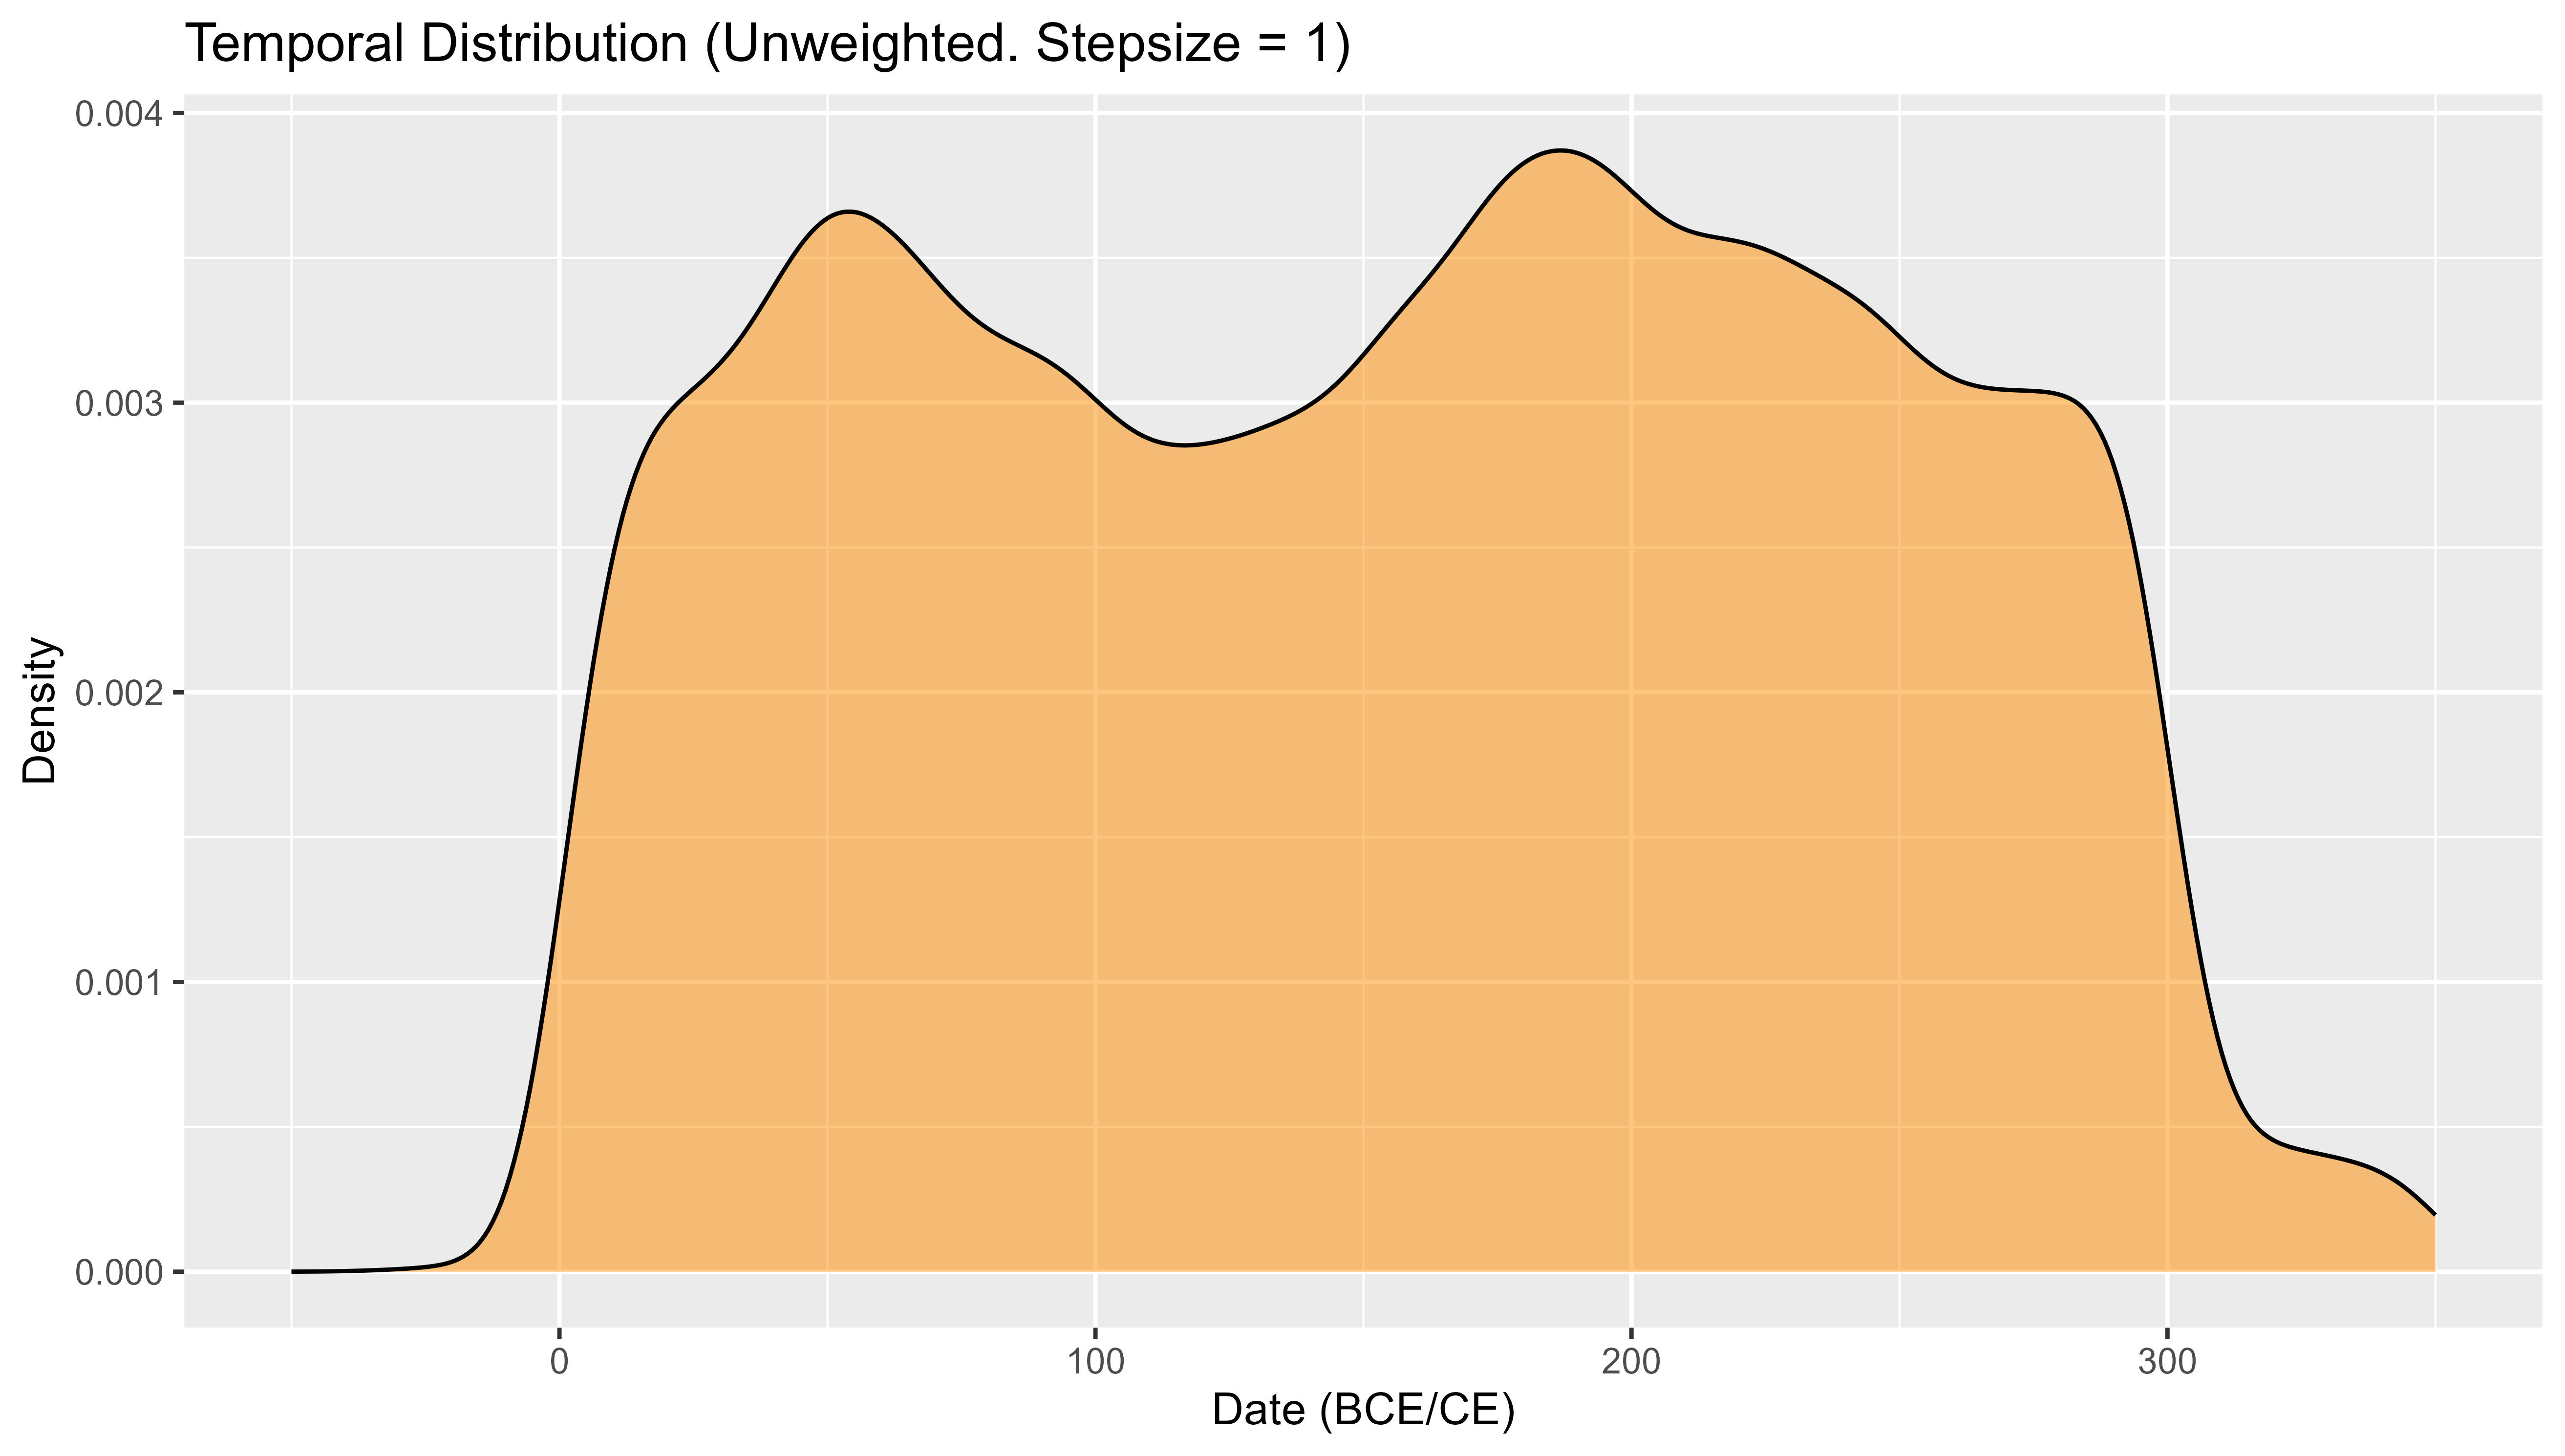 Temporal Distribution (Unweighted. Stepsize = 1)
0.004
0.003
0.002
0.001
0.000
Density
0 100 200 300
Date (BCE/CE)